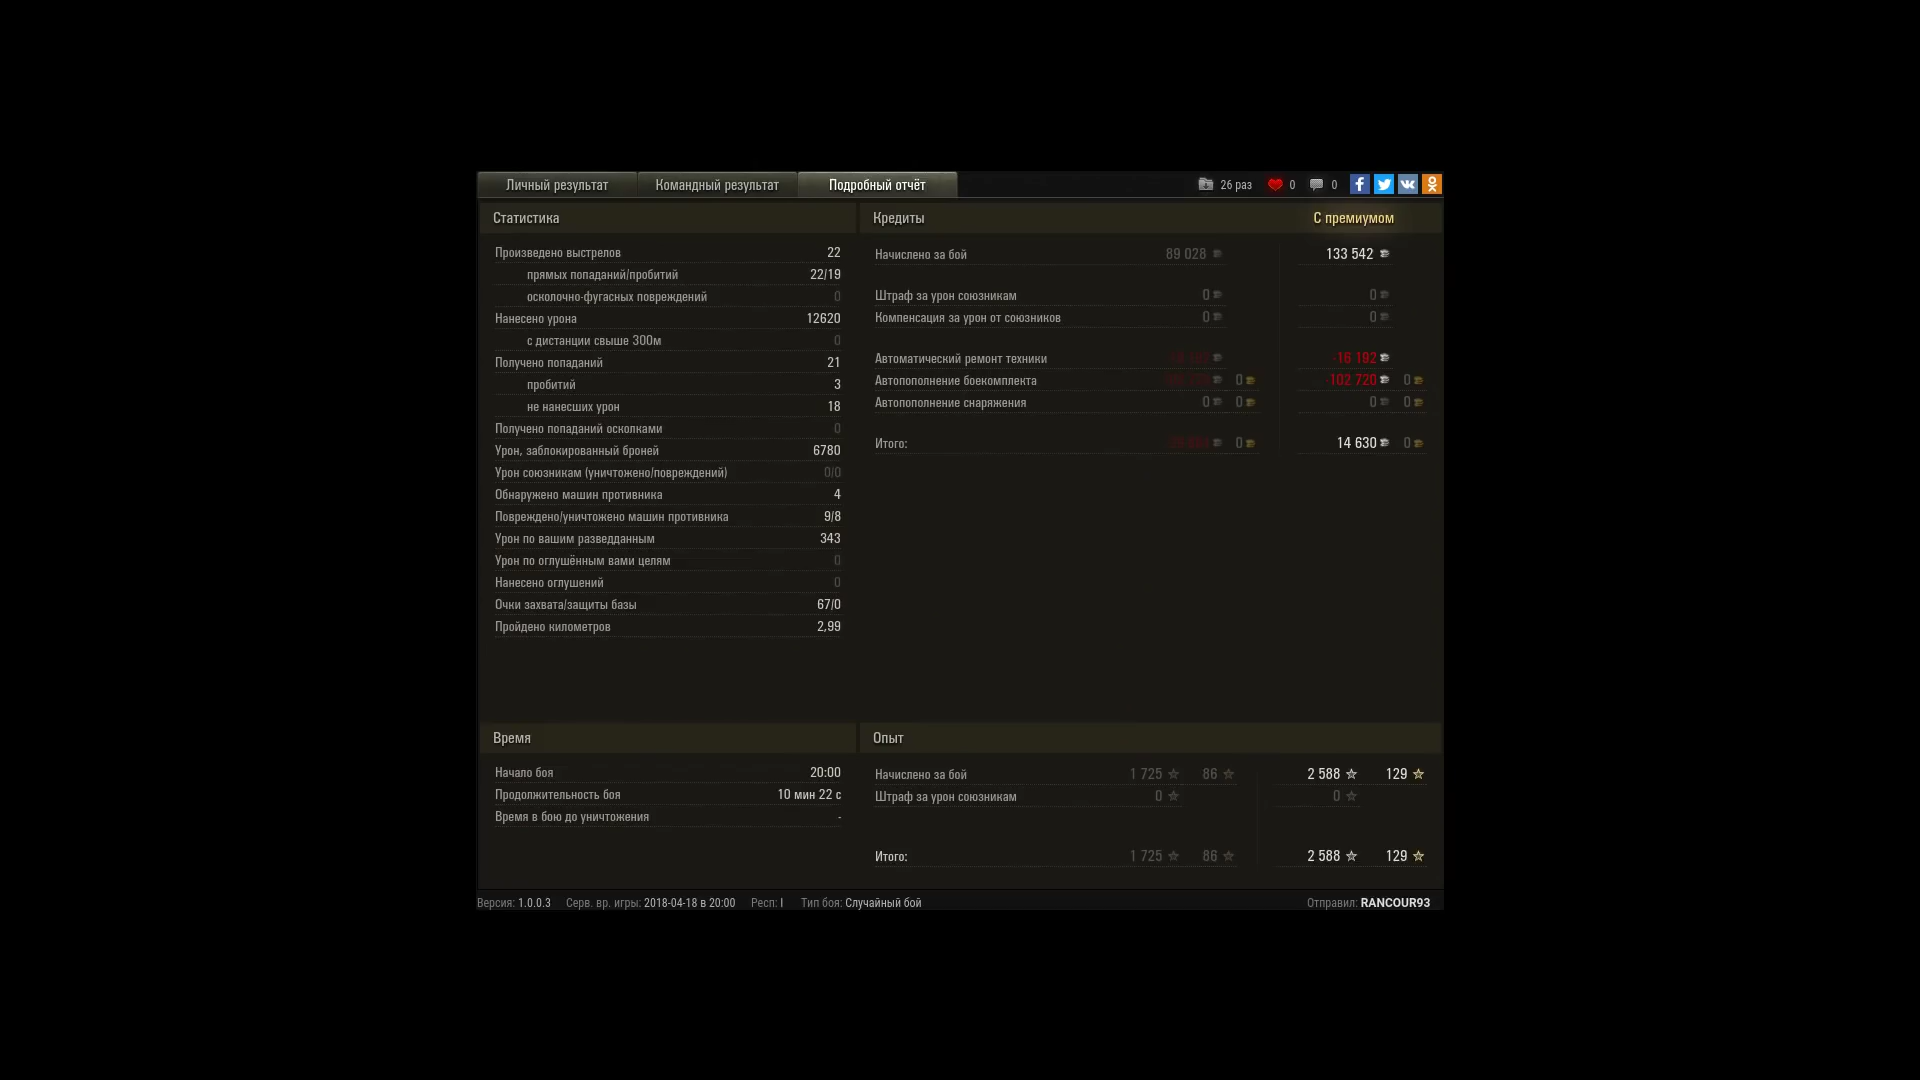 Личный результат Командный результат Подробный отчёт 26 раз 0 0
Статистика
Произведено выстрелов 22
прямых попаданий/пробитий 22/19
осколочно-фугасных повреждений 0
Нанесено урона 12620
с дистанции свыше 300м 0
Получено попаданий 21
пробитий 3
не нанесших урон 18
Получено попаданий осколками 0
Урон, заблокированный броней 6780
Урон союзникам (уничтожено/повреждений) 0/0
Обнаружено машин противника 4
Повреждено/уничтожено машин противника 9/8
Урон по вашим разведданным 343
Урон по оглушённым вами целям 0
Нанесено оглушений 0
Очки захвата/защиты базы 67/0
Пройдено километров 2,99
Кредиты С премиумом
Начислено за бой 89 028 133 542
Штраф за урон союзникам 0 0
Компенсация за урон от союзников 0 0
Автоматический ремонт техники -16 192
Автопополнение боекомплекта 0 -102 720 0
Автопополнение снаряжения 0 0 0 0
Итого: 0 14 630 0
Время
Начало боя 20:00
Продолжительность боя 10 мин 22 с
Время в бою до уничтожения -
Опыт
Начислено за бой 1 725 86 2 588 129
Штраф за урон союзникам 0 0
Итого: 1 725 86 2 588 129
Версия: 1.0.0.3 Серв. вр. игры: 2018-04-18 в 20:00 Респ: I Тип боя: Случайный бой Отправил: RANCOUR93